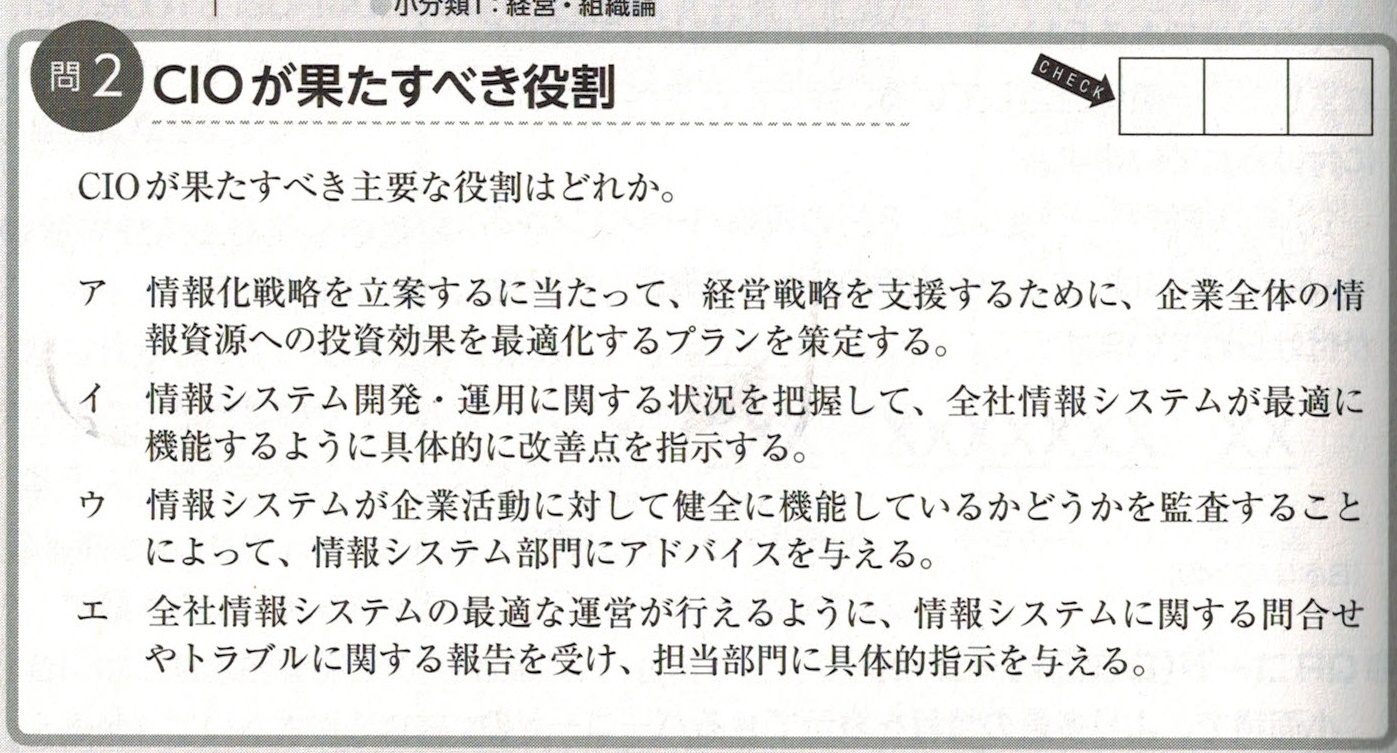 小分類1：経営・組織論
問2 CIOが果たすべき役割
CHECK
CIOが果たすべき主要な役割はどれか。
ア 情報化戦略を立案するに当たって、経営戦略を支援するために、企業全体の情
報資源への投資効果を最適化するプランを策定する。
イ 情報システム開発・運用に関する状況を把握して、全社情報システムが最適に
機能するように具体的に改善点を指示する。
ウ 情報システムが企業活動に対して健全に機能しているかどうかを監査すること
によって、情報システム部門にアドバイスを与える。
エ 全社情報システムの最適な運営が行えるように、情報システムに関する問合せ
やトラブルに関する報告を受け、担当部門に具体的指示を与える。